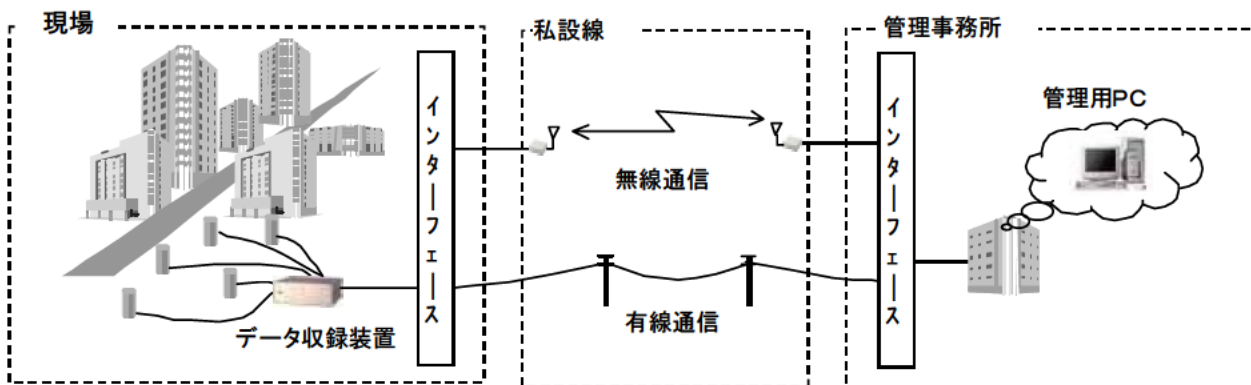 現場
私設線
管理事務所
インターフェース
インターフェース
管理用PC
無線通信
有線通信
データ収録装置